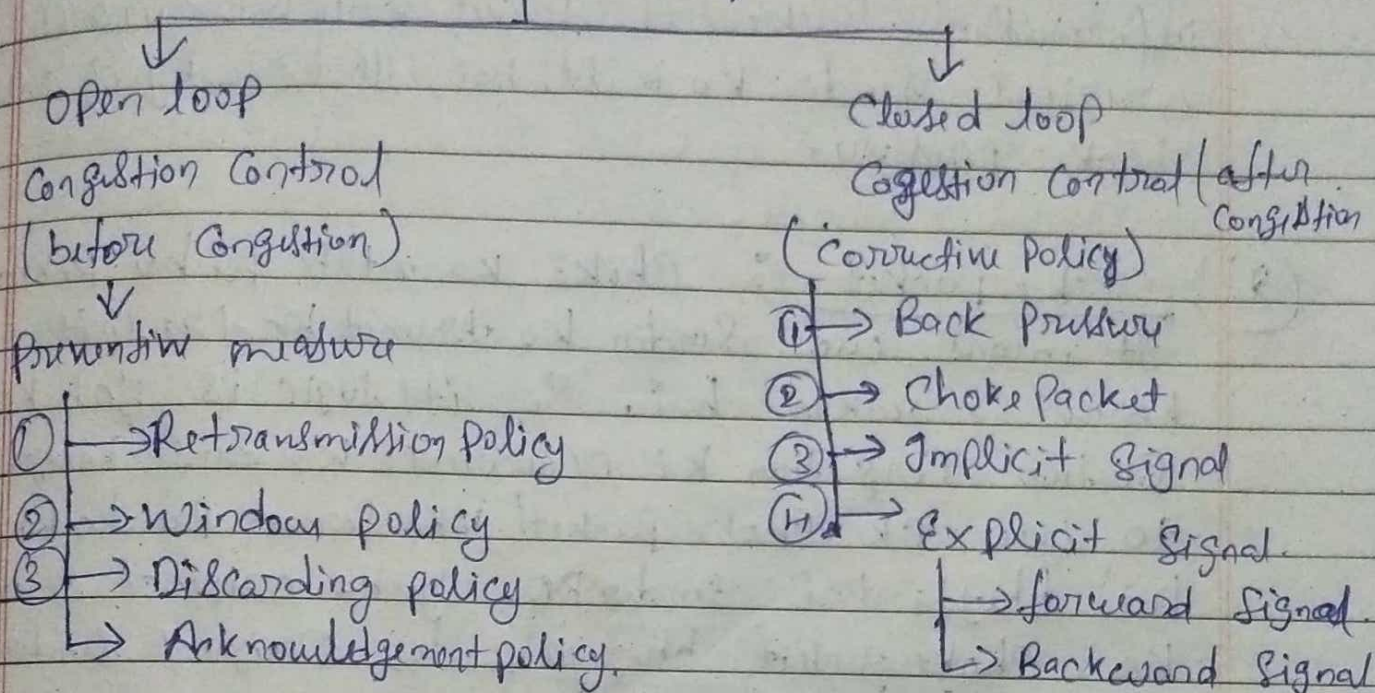 Open loop
Congestion Control
(before Congestion)
Preventive measure
① → Retransmission Policy
② → Window policy
③ → Discarding policy
→ Acknowledgement policy.
Closed loop
Cogestion Control (after
Congestion
(Corrective Policy)
① → Back Pressure
② → Choke Packet
③ → Implicit Signal
④ → Explicit Signal.
→ forward Signal.
→ Backward Signal